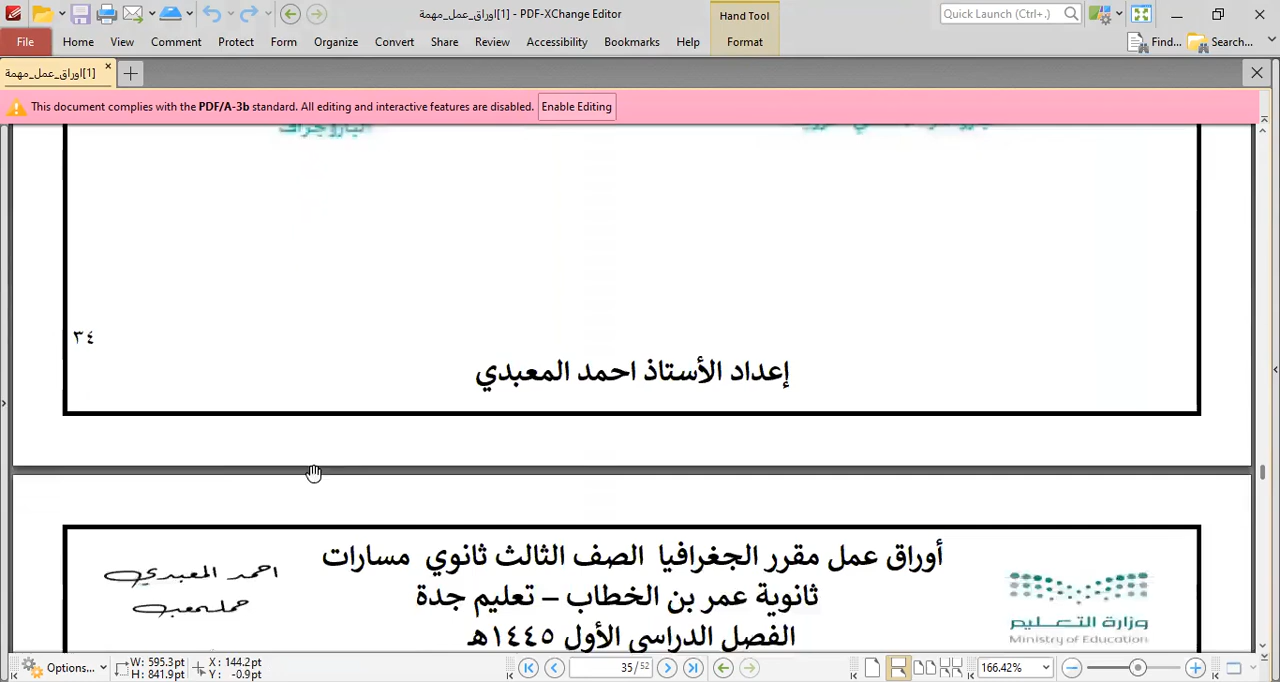 [1]اوراق_عمل_مهمة - PDF-XChange Editor
Hand Tool
Quick Launch (Ctrl+.)
File Home View Comment Protect Form Organize Convert Share Review Accessibility Bookmarks Help Format
Find... Search...
[1]اوراق_عمل_مهمة
This document complies with the PDF/A-3b standard. All editing and interactive features are disabled. Enable Editing
٣٤
إعداد الأستاذ احمد المعبدي
أوراق عمل مقرر الجغرافيا الصف الثالث ثانوي مسارات
ثانوية عمر بن الخطاب – تعليم جدة
الفصل الدراسي الأول ١٤٤٥هـ
احمد المعبدي
وزارة التعليم
Ministry of Education
Options...
W: 595.3pt
H: 841.9pt
X: 144.2pt
Y: -0.9pt
35 / 52
166.42%